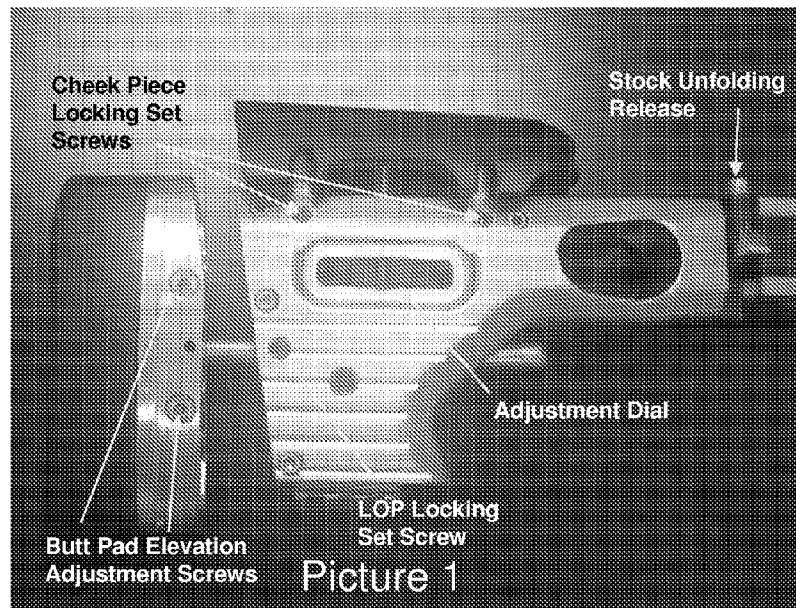 Cheek Piece
Locking Set
Screws
Stock Unfolding
Release
Adjustment Dial
LOP Locking
Set Screw
Butt Pad Elevation
Adjustment Screws
Picture 1